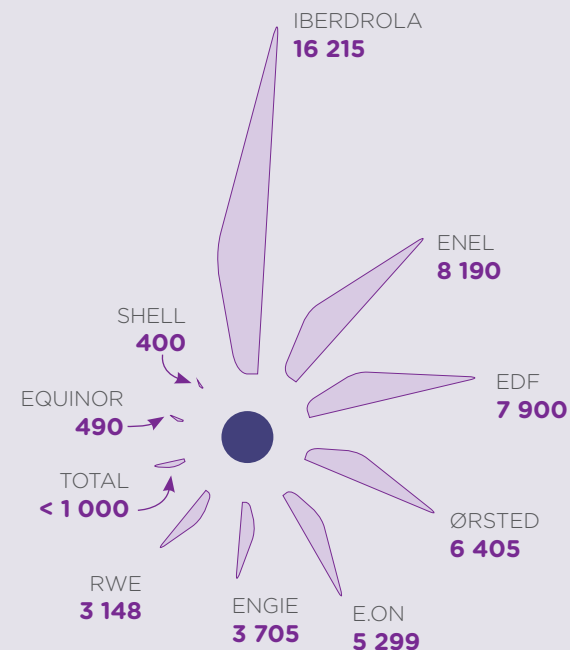 IBERDROLA
16 215
ENEL
8 190
EDF
7 900
ØRSTED
6 405
E.ON
5 299
ENGIE
3 705
RWE
3 148
TOTAL
< 1 000
EQUINOR
490
SHELL
400